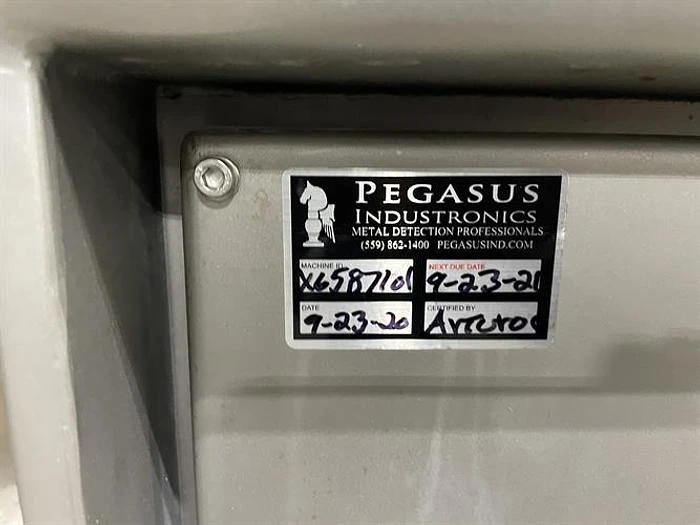 PEGASUS
INDUSTRONICS
METAL DETECTION PROFESSIONALS
(559) 862-1400 PEGASUSIND.COM
MACHINE ID
NEXT DUE DATE
9-23-21
DATE
9-23-20
CERTIFIED BY